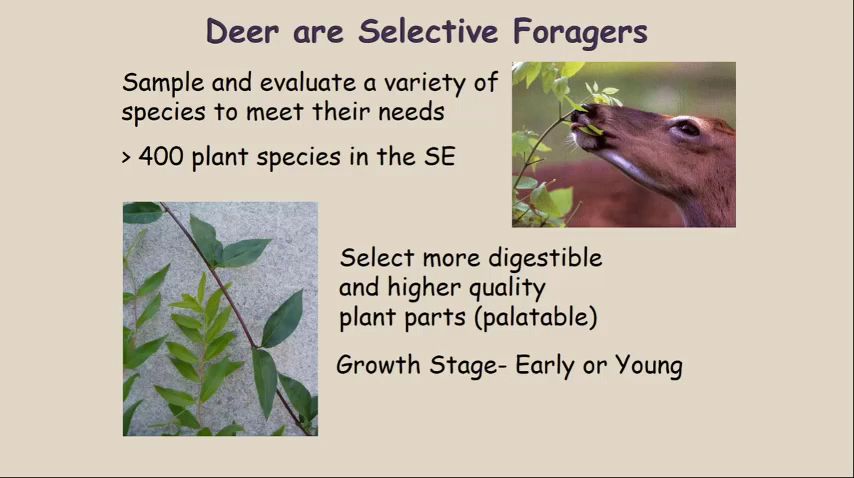 Deer are Selective Foragers
Sample and evaluate a variety of
species to meet their needs
> 400 plant species in the SE
Select more digestible
and higher quality
plant parts (palatable)
Growth Stage- Early or Young